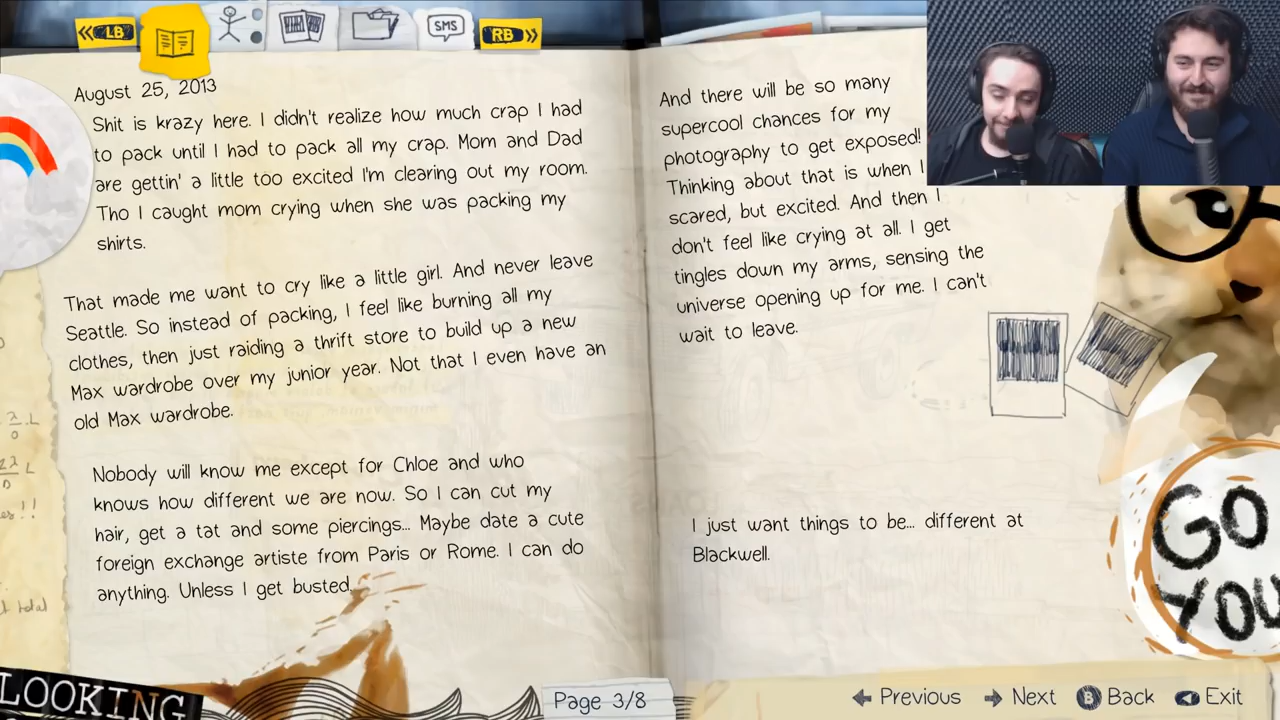 LB
SMS
RB
August 25, 2013
Shit is krazy here. I didn't realize how much crap I had
to pack until I had to pack all my crap. Mom and Dad
are gettin' a little too excited I'm clearing out my room.
Tho I caught mom crying when she was packing my
shirts.
That made me want to cry like a little girl. And never leave
Seattle. So instead of packing, I feel like burning all my
clothes, then just raiding a thrift store to build up a new
Max wardrobe over my junior year. Not that I even have an
old Max wardrobe.
Nobody will know me except for Chloe and who
knows how different we are now. So I can cut my
hair, get a tat and some piercings... Maybe date a cute
foreign exchange artiste from Paris or Rome. I can do
anything. Unless I get busted.
And there will be so many
supercool chances for my
photography to get exposed!
Thinking about that is when I
scared, but excited. And then I
don't feel like crying at all. I get
tingles down my arms, sensing the
universe opening up for me. I can't
wait to leave.
I just want things to be... different at
Blackwell.
GO
YOU
LOOKING
Page 3/8
Previous
Next
B Back
Exit